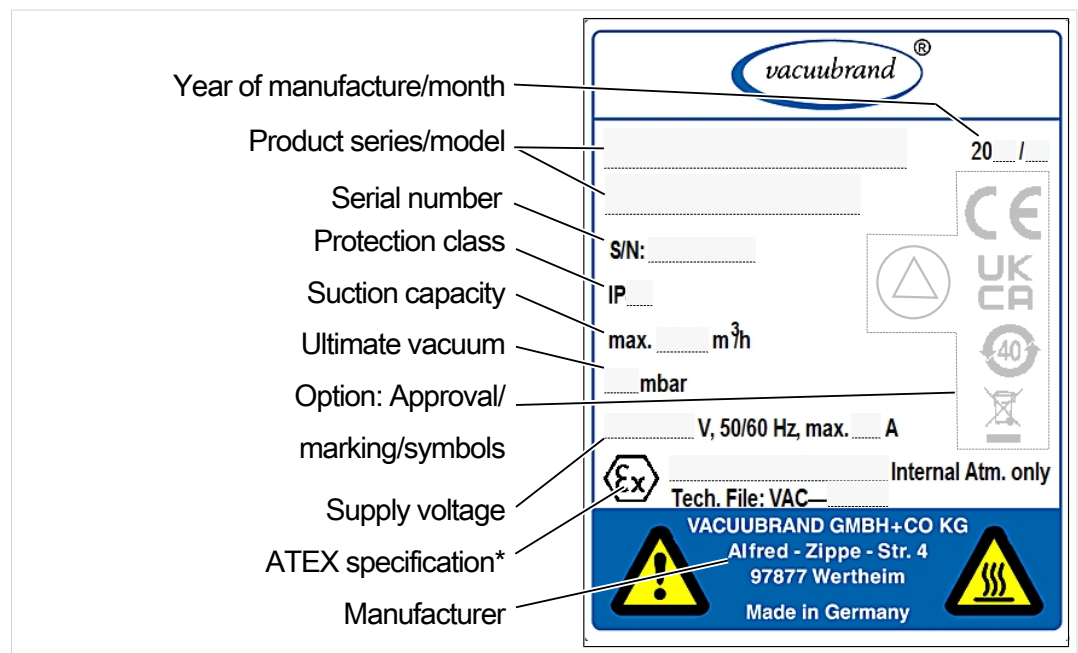 vacuubrand ®
Year of manufacture/month
Product series/model
20 /
Serial number
CE
Protection class
S/N:
UK
CA
Suction capacity
IP
Ultimate vacuum
max. m³/h
40
Option: Approval/
mbar
marking/symbols
V, 50/60 Hz, max. A
Supply voltage
Ex
Internal Atm. only
Tech. File: VAC—
ATEX specification*
VACUUBRAND GMBH+CO KG
Alfred - Zippe - Str. 4
97877 Wertheim
Manufacturer
Made in Germany